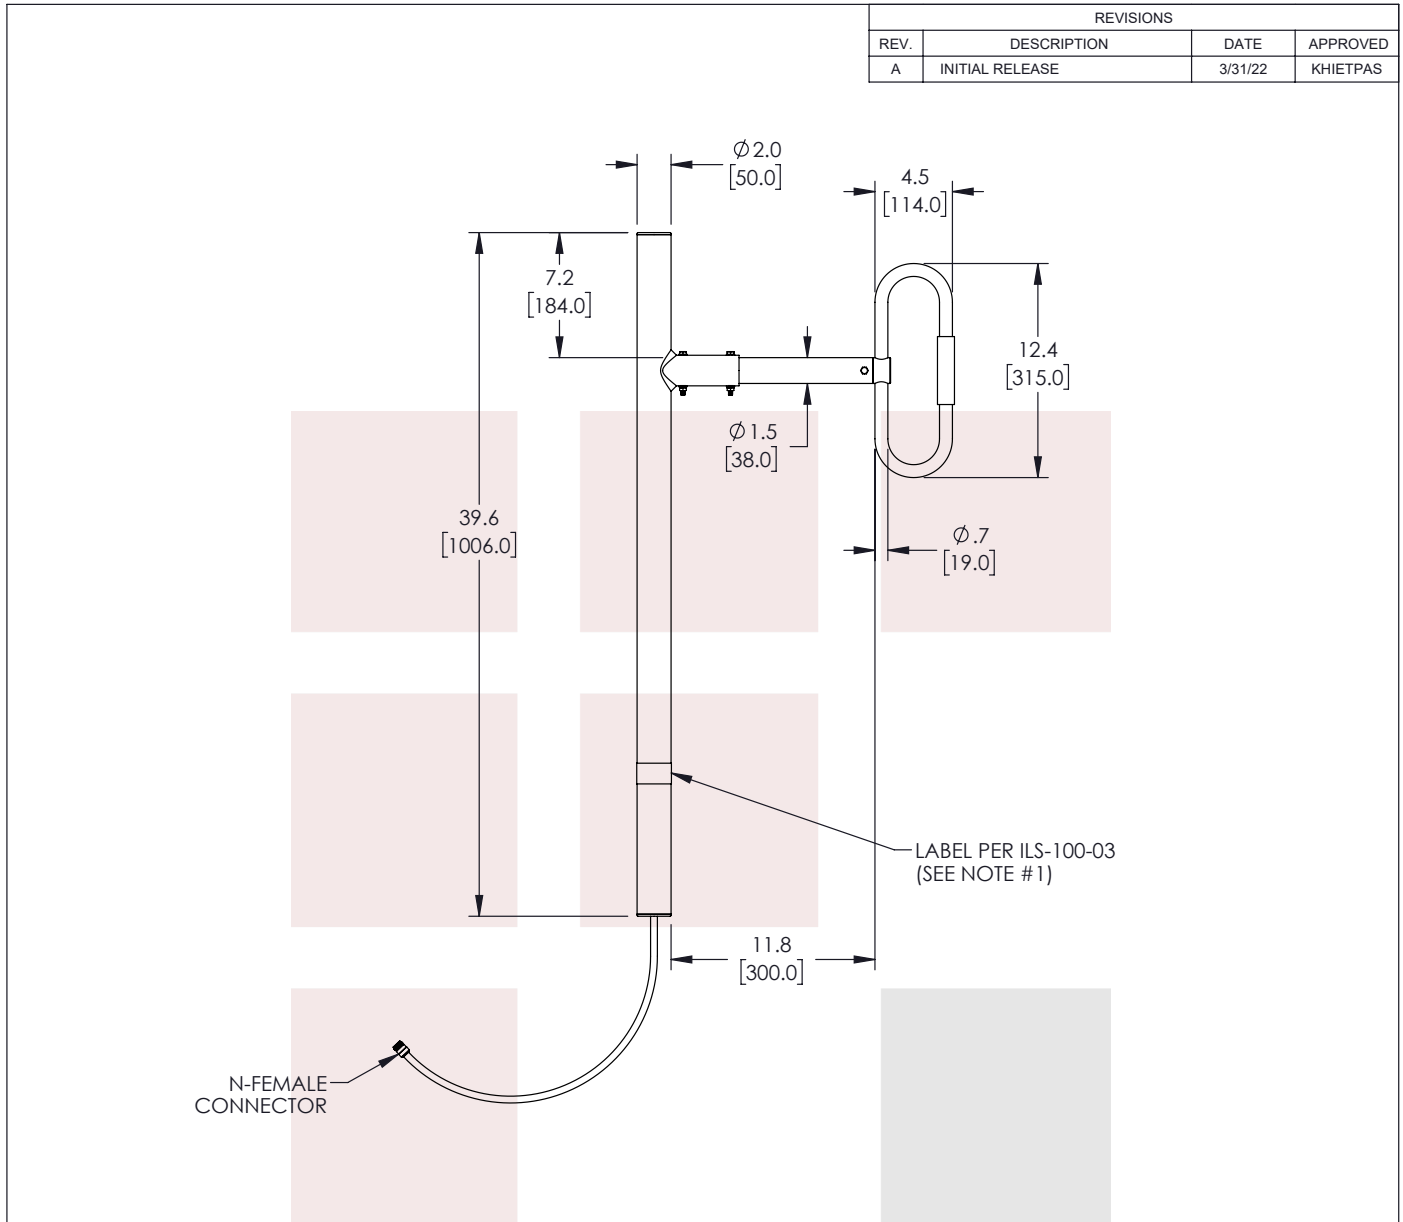 REVISIONS
REV. DESCRIPTION DATE APPROVED
A INITIAL RELEASE 3/31/22 KHIETPAS
∅2.0
[50.0]
4.5
[114.0]
7.2
[184.0]
12.4
[315.0]
∅1.5
[38.0]
39.6
[1006.0]
∅.7
[19.0]
LABEL PER ILS-100-03
(SEE NOTE #1)
11.8
[300.0]
N-FEMALE
CONNECTOR